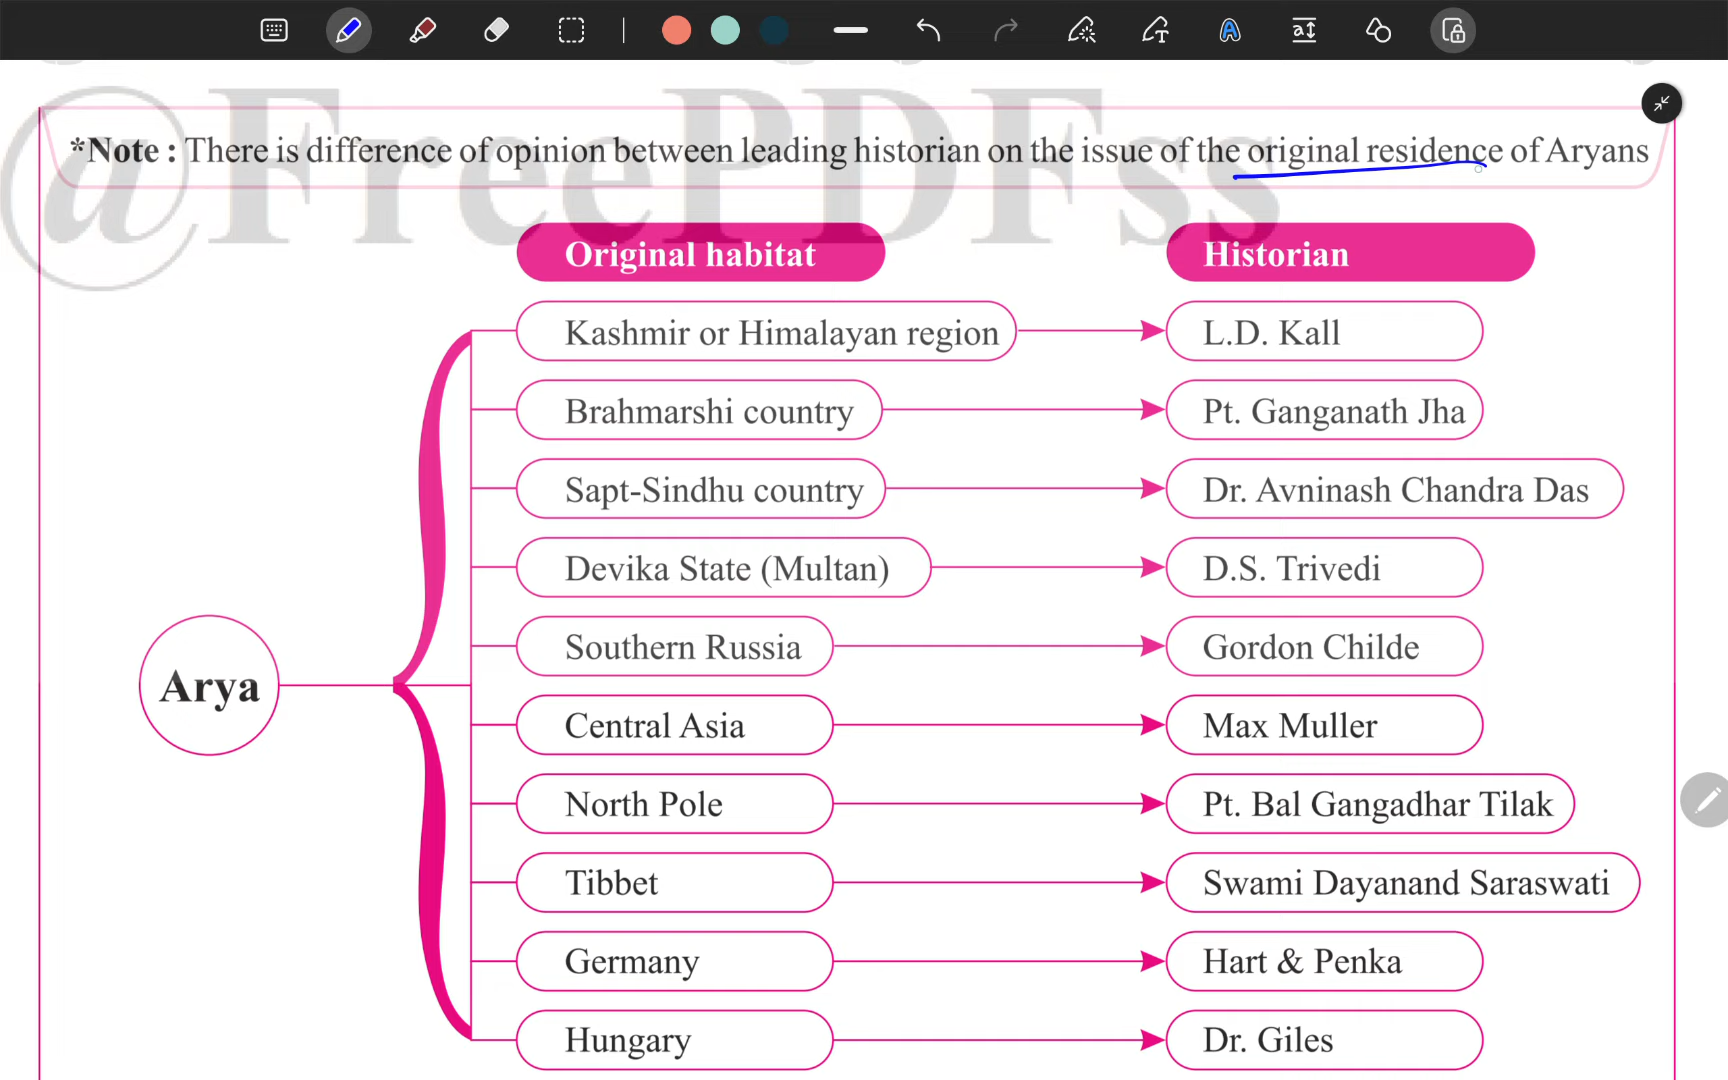 @FreePDFss
*Note : There is difference of opinion between leading historian on the issue of the original residence of Aryans
Original habitat Historian
Kashmir or Himalayan region L.D. Kall
Brahmarshi country Pt. Ganganath Jha
Sapt-Sindhu country Dr. Avninash Chandra Das
Devika State (Multan) D.S. Trivedi
Southern Russia Gordon Childe
Arya
Central Asia Max Muller
North Pole Pt. Bal Gangadhar Tilak
Tibbet Swami Dayanand Saraswati
Germany Hart & Penka
Hungary Dr. Giles